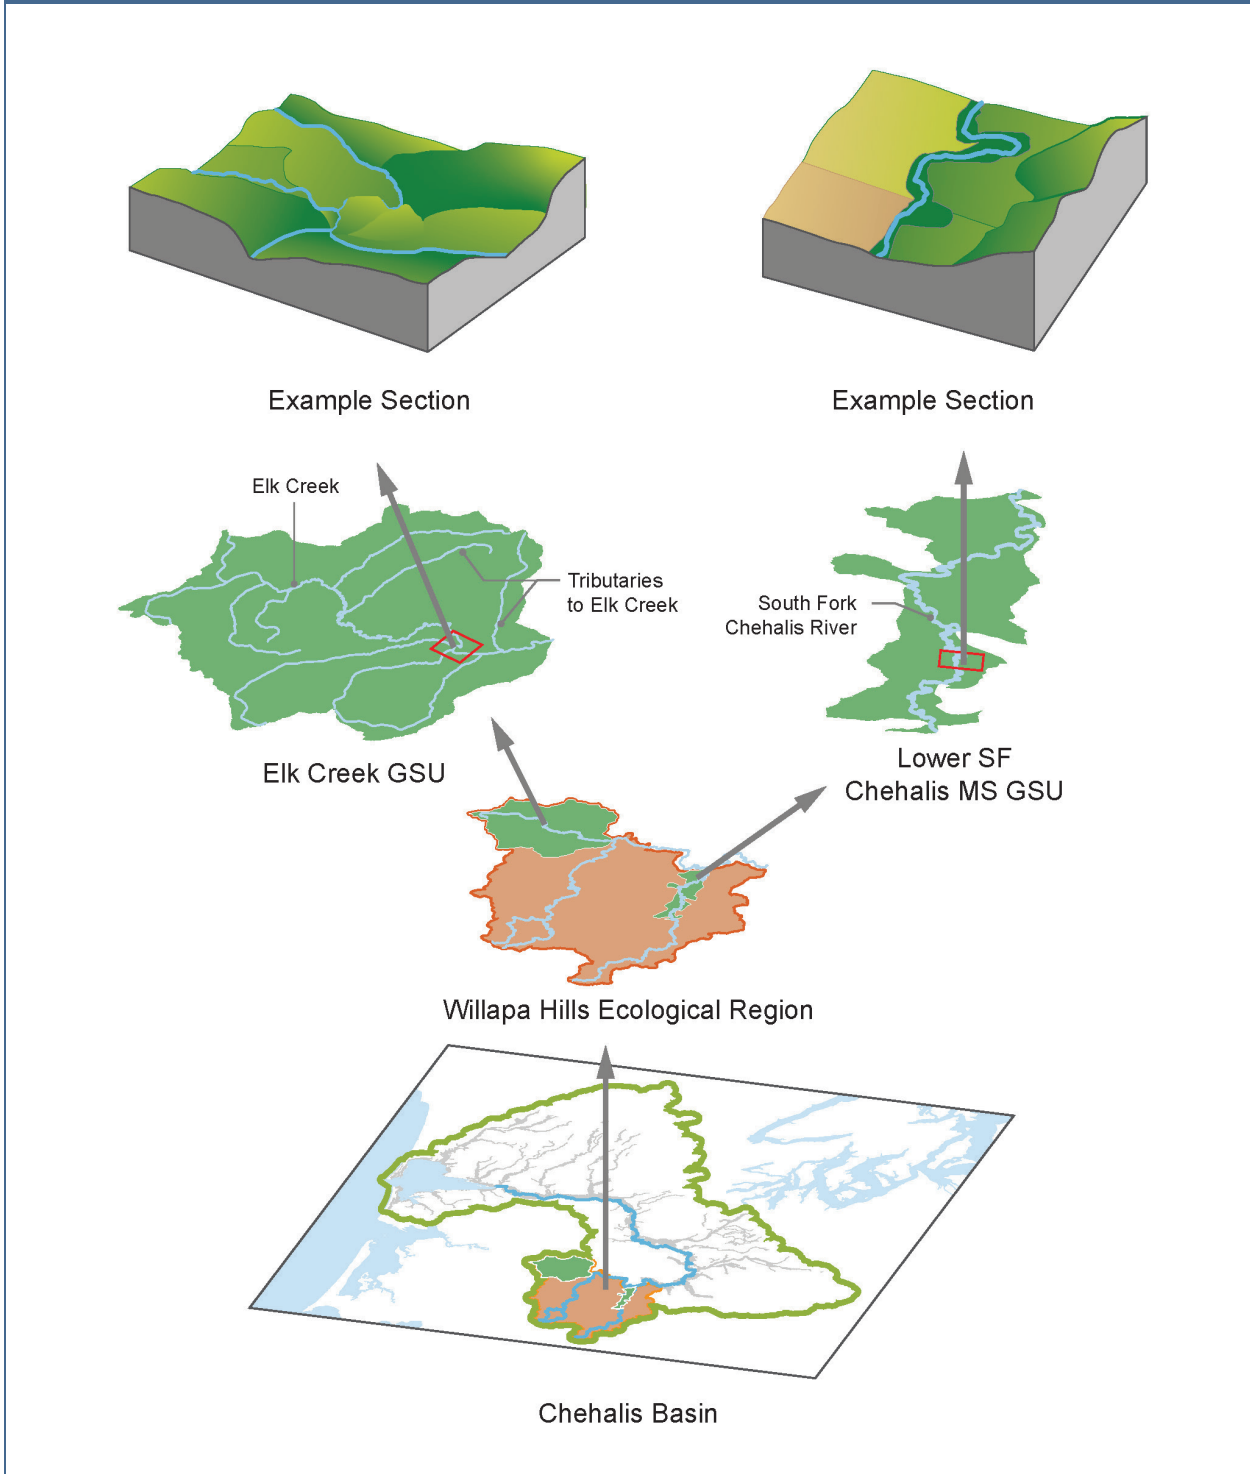 Example Section
Example Section
Elk Creek
Tributaries
to Elk Creek
South Fork
Chehalis River
Elk Creek GSU
Lower SF
Chehalis MS GSU
Willapa Hills Ecological Region
Chehalis Basin